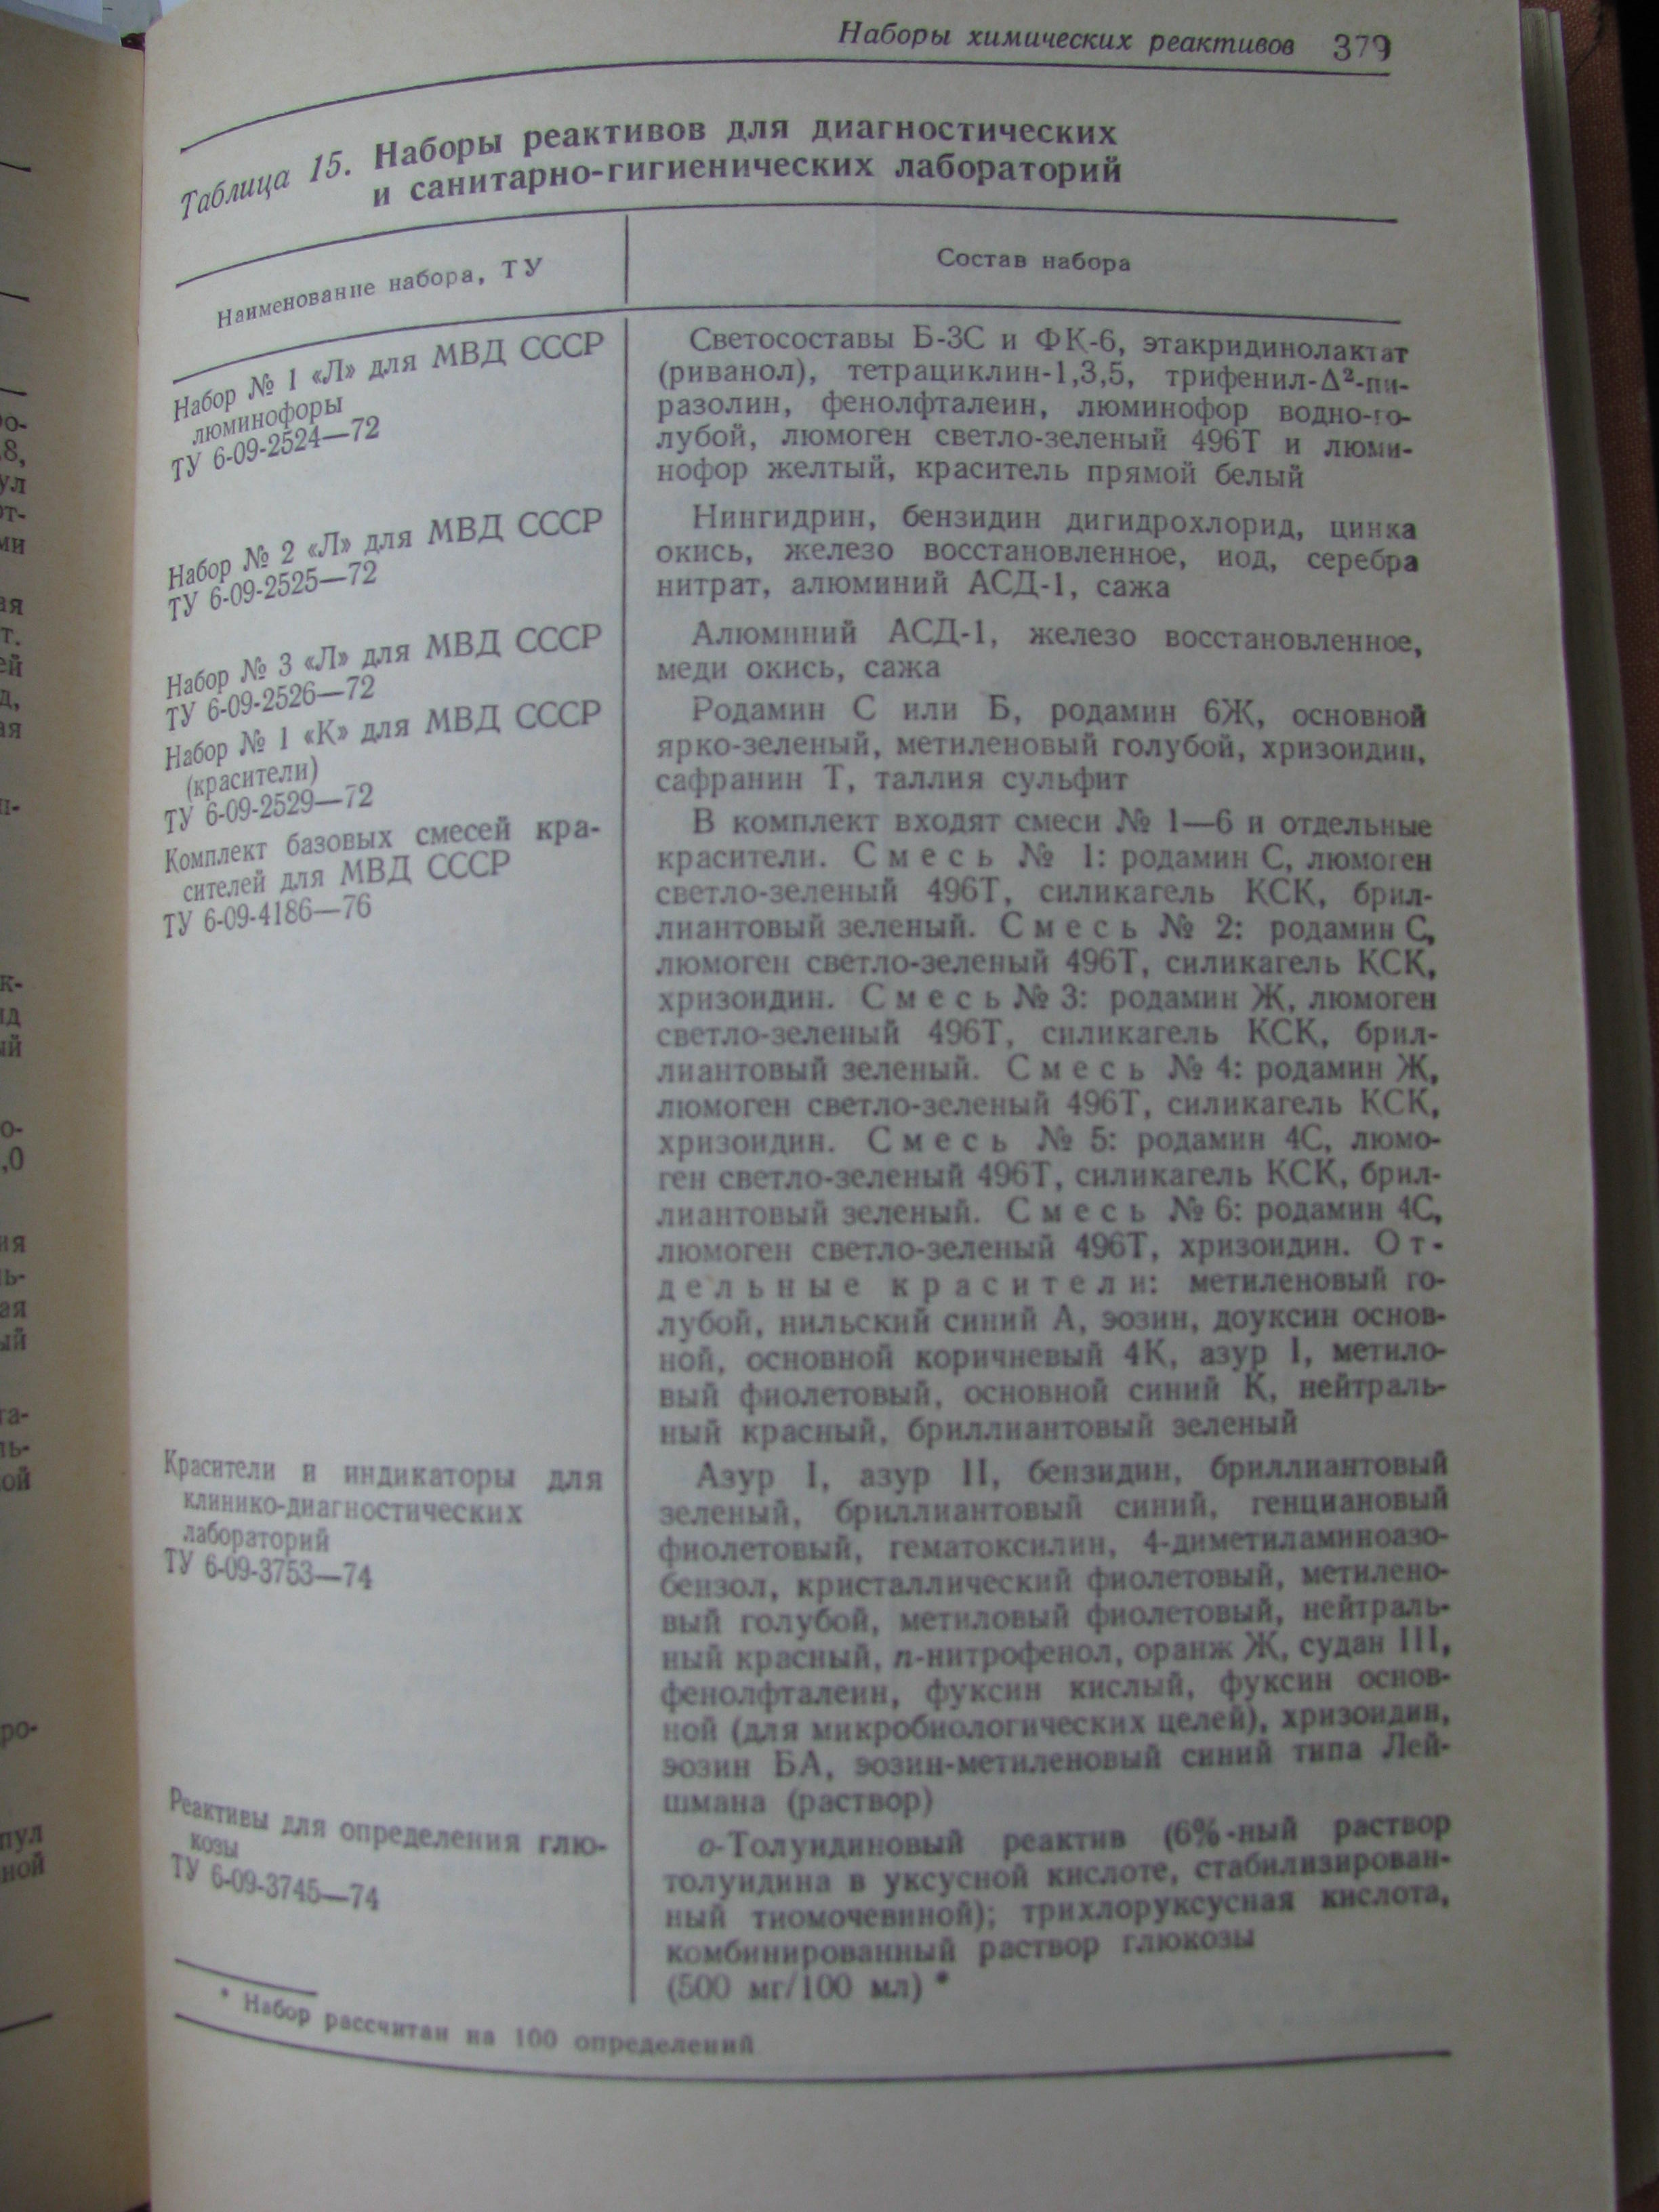 Наборы химических реактивов 379
Таблица 15. Наборы реактивов для диагностических
и санитарно-гигиенических лабораторий
Наименование набора, ТУ
Состав набора
Набор № 1 «Л» для МВД СССР
люминофоры
ТУ 6-09-2524—72
Светосоставы Б-3С и ФК-6, этакридинолактат
(риванол), тетрациклин-1,3,5, трифенил-Δ²-пи-
разолин, фенолфталеин, люминофор водно-го-
лубой, люмоген светло-зеленый 496Т и люми-
нофор желтый, краситель прямой белый
Набор № 2 «Л» для МВД СССР
ТУ 6-09-2525—72
Нингидрин, бензидин дигидрохлорид, цинка
окись, железо восстановленное, иод, серебра
нитрат, алюминий АСД-1, сажа
Набор № 3 «Л» для МВД СССР
ТУ 6-09-2526—72
Алюминий АСД-1, железо восстановленное,
меди окись, сажа
Набор № 1 «К» для МВД СССР
(красители)
ТУ 6-09-2529—72
Родамин С или Б, родамин 6Ж, основной
ярко-зеленый, метиленовый голубой, хризоидин,
сафранин Т, таллия сульфит
Комплект базовых смесей кра-
сителей для МВД СССР
ТУ 6-09-4186—76
В комплект входят смеси № 1—6 и отдельные
красители. Смесь № 1: родамин С, люмоген
светло-зеленый 496Т, силикагель КСК, брил-
лиантовый зеленый. Смесь № 2: родамин С,
люмоген светло-зеленый 496Т, силикагель КСК,
хризоидин. Смесь № 3: родамин Ж, люмоген
светло-зеленый 496Т, силикагель КСК, брил-
лиантовый зеленый. Смесь № 4: родамин Ж,
люмоген светло-зеленый 496Т, силикагель КСК,
хризоидин. Смесь № 5: родамин 4С, люмо-
ген светло-зеленый 496Т, силикагель КСК, брил-
лиантовый зеленый. Смесь № 6: родамин 4С,
люмоген светло-зеленый 496Т, хризоидин. От-
дельные красители: метиленовый го-
лубой, нильский синий А, эозин, доуксин основ-
ной, основной коричневый 4К, азур I, метило-
вый фиолетовый, основной синий К, нейтраль-
ный красный, бриллиантовый зеленый
Красители и индикаторы для
клинико-диагностических
лабораторий
ТУ 6-09-3753—74
Азур I, азур II, бензидин, бриллиантовый
зеленый, бриллиантовый синий, генциановый
фиолетовый, гематоксилин, 4-диметиламиноазо-
бензол, кристаллический фиолетовый, метилено-
вый голубой, метиловый фиолетовый, нейтраль-
ный красный, п-нитрофенол, оранж Ж, судан III,
фенолфталеин, фуксин кислый, фуксин основ-
ной (для микробиологических целей), хризоидин,
эозин БА, эозин-метиленовый синий типа Лей-
шмана (раствор)
Реактивы для определения глю-
козы
ТУ 6-09-3745—74
о-Толуидиновый реактив (6%-ный раствор
толуидина в уксусной кислоте, стабилизирован-
ный тиомочевиной); трихлоруксусная кислота,
комбинированный раствор глюкозы
(500 мг/100 мл) *
* Набор рассчитан на 100 определений